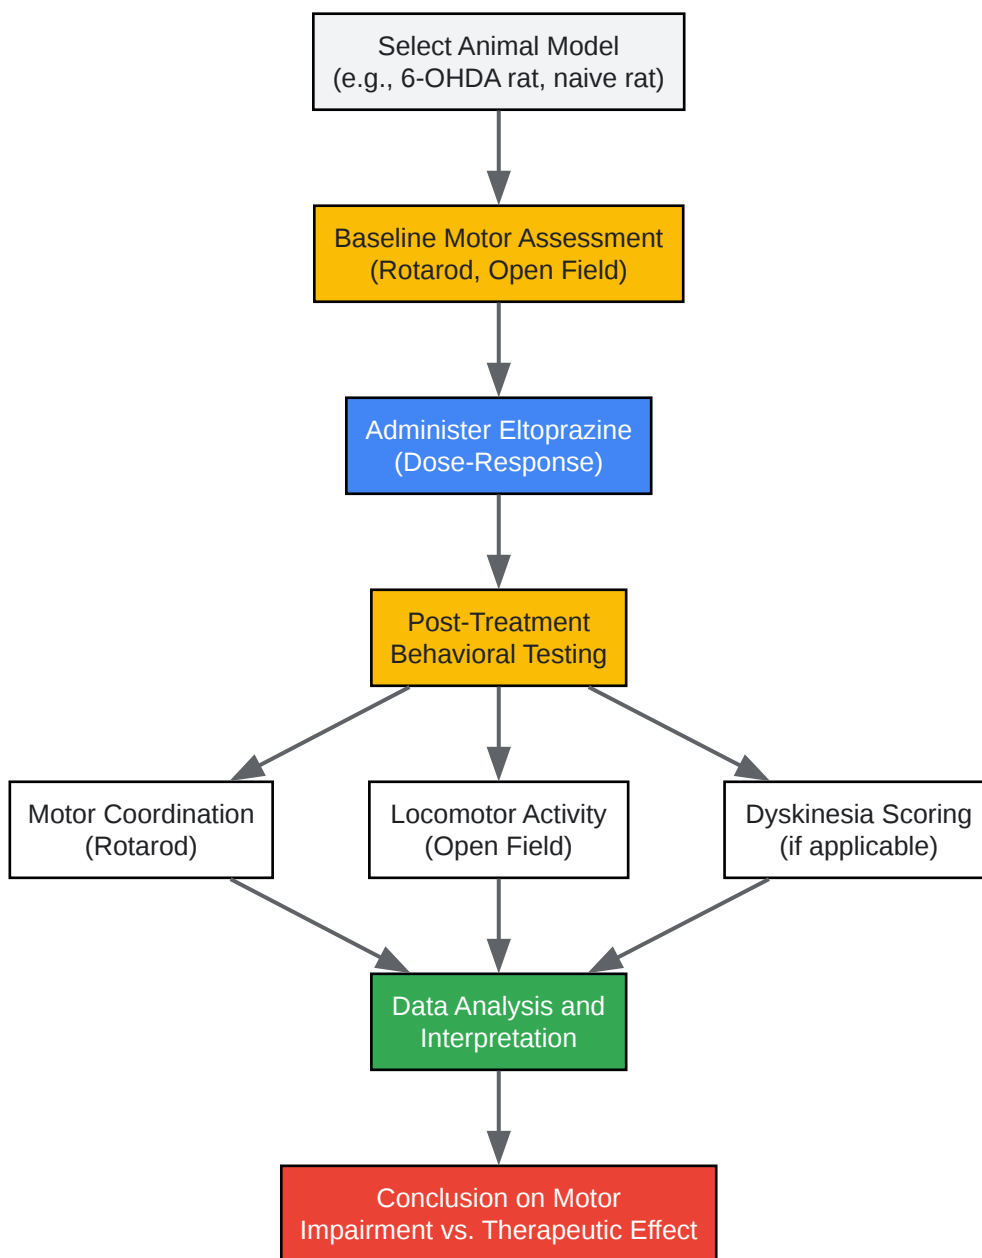 Select Animal Model
(e.g., 6-OHDA rat, naive rat)
Baseline Motor Assessment
(Rotarod, Open Field)
Administer Eltoprazine
(Dose-Response)
Post-Treatment
Behavioral Testing
Motor Coordination
(Rotarod)
Locomotor Activity
(Open Field)
Dyskinesia Scoring
(if applicable)
Data Analysis and
Interpretation
Conclusion on Motor
Impairment vs. Therapeutic Effect